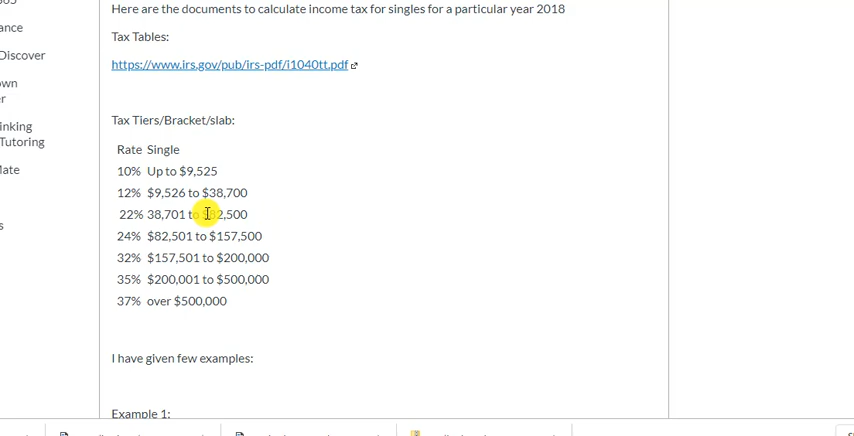 ance
Discover
own
er
inking
Tutoring
Mate
s
Here are the documents to calculate income tax for singles for a particular year 2018
Tax Tables:
https://www.irs.gov/pub/irs-pdf/i1040tt.pdf
Tax Tiers/Bracket/slab:
Rate Single
10% Up to $9,525
12% $9,526 to $38,700
22% 38,701 to $82,500
24% $82,501 to $157,500
32% $157,501 to $200,000
35% $200,001 to $500,000
37% over $500,000
I have given few examples:
Example 1: